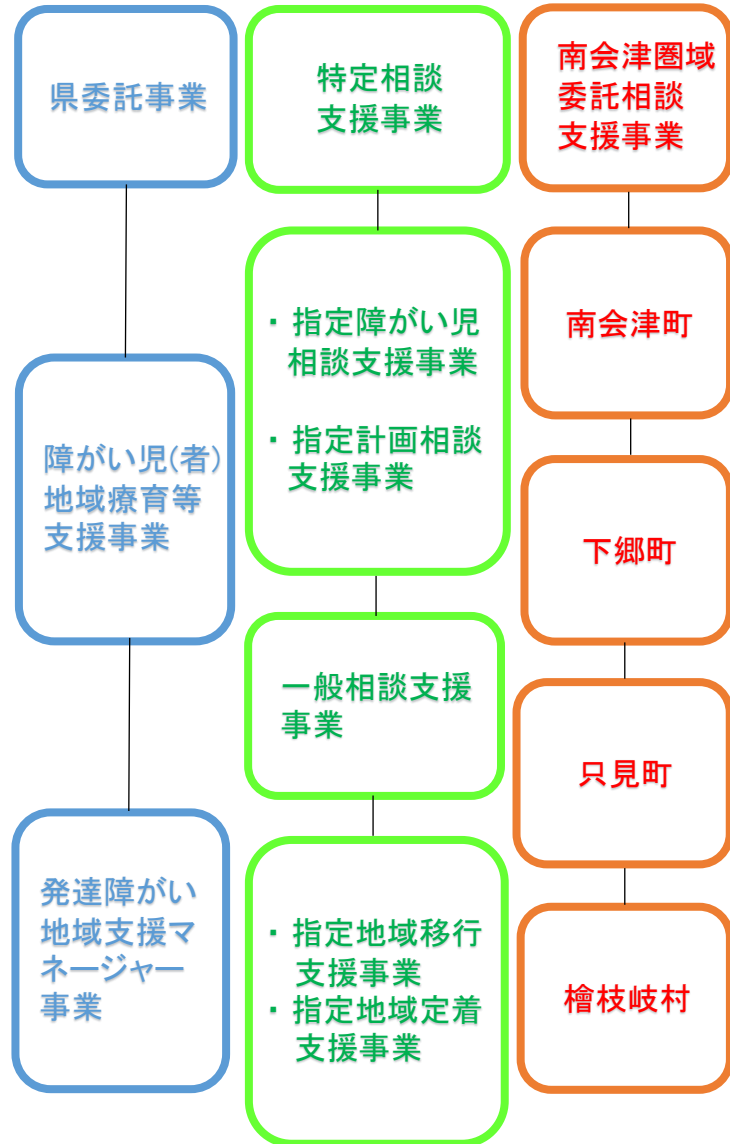 県委託事業
障がい児(者)
地域療育等
支援事業
発達障がい
地域支援マ
ネージャー
事業
特定相談
支援事業
・指定障がい児
相談支援事業
・指定計画相談
支援事業
一般相談支援
事業
・指定地域移行
支援事業
・指定地域定着
支援事業
南会津圏域
委託相談
支援事業
南会津町
下郷町
只見町
檜枝岐村